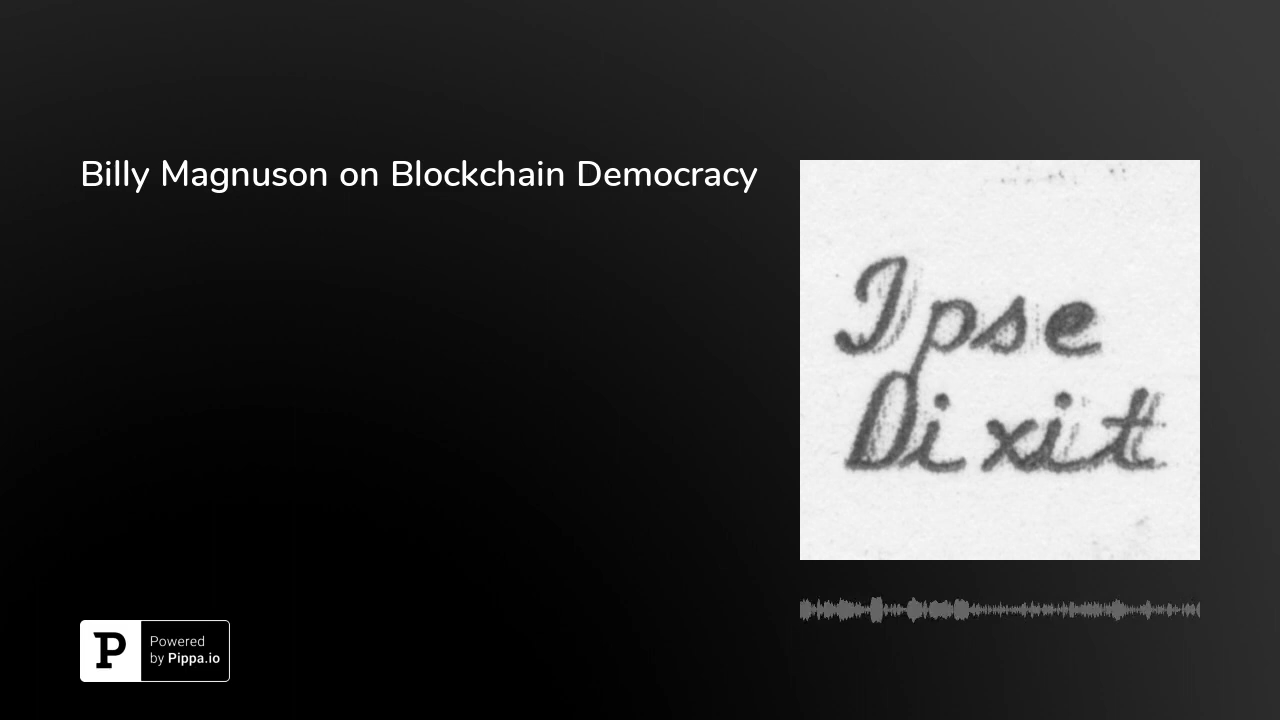 Billy Magnuson on Blockchain Democracy
Ipse
Dixit
P
Powered
by Pippa.io